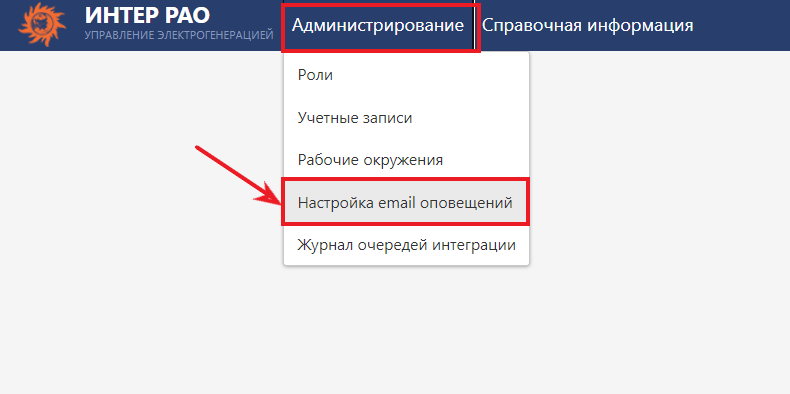 ИНТЕР РАО
УПРАВЛЕНИЕ ЭЛЕКТРОГЕНЕРАЦИЕЙ
Администрирование
Справочная информация
Роли
Учетные записи
Рабочие окружения
Настройка email оповещений
Журнал очередей интеграции